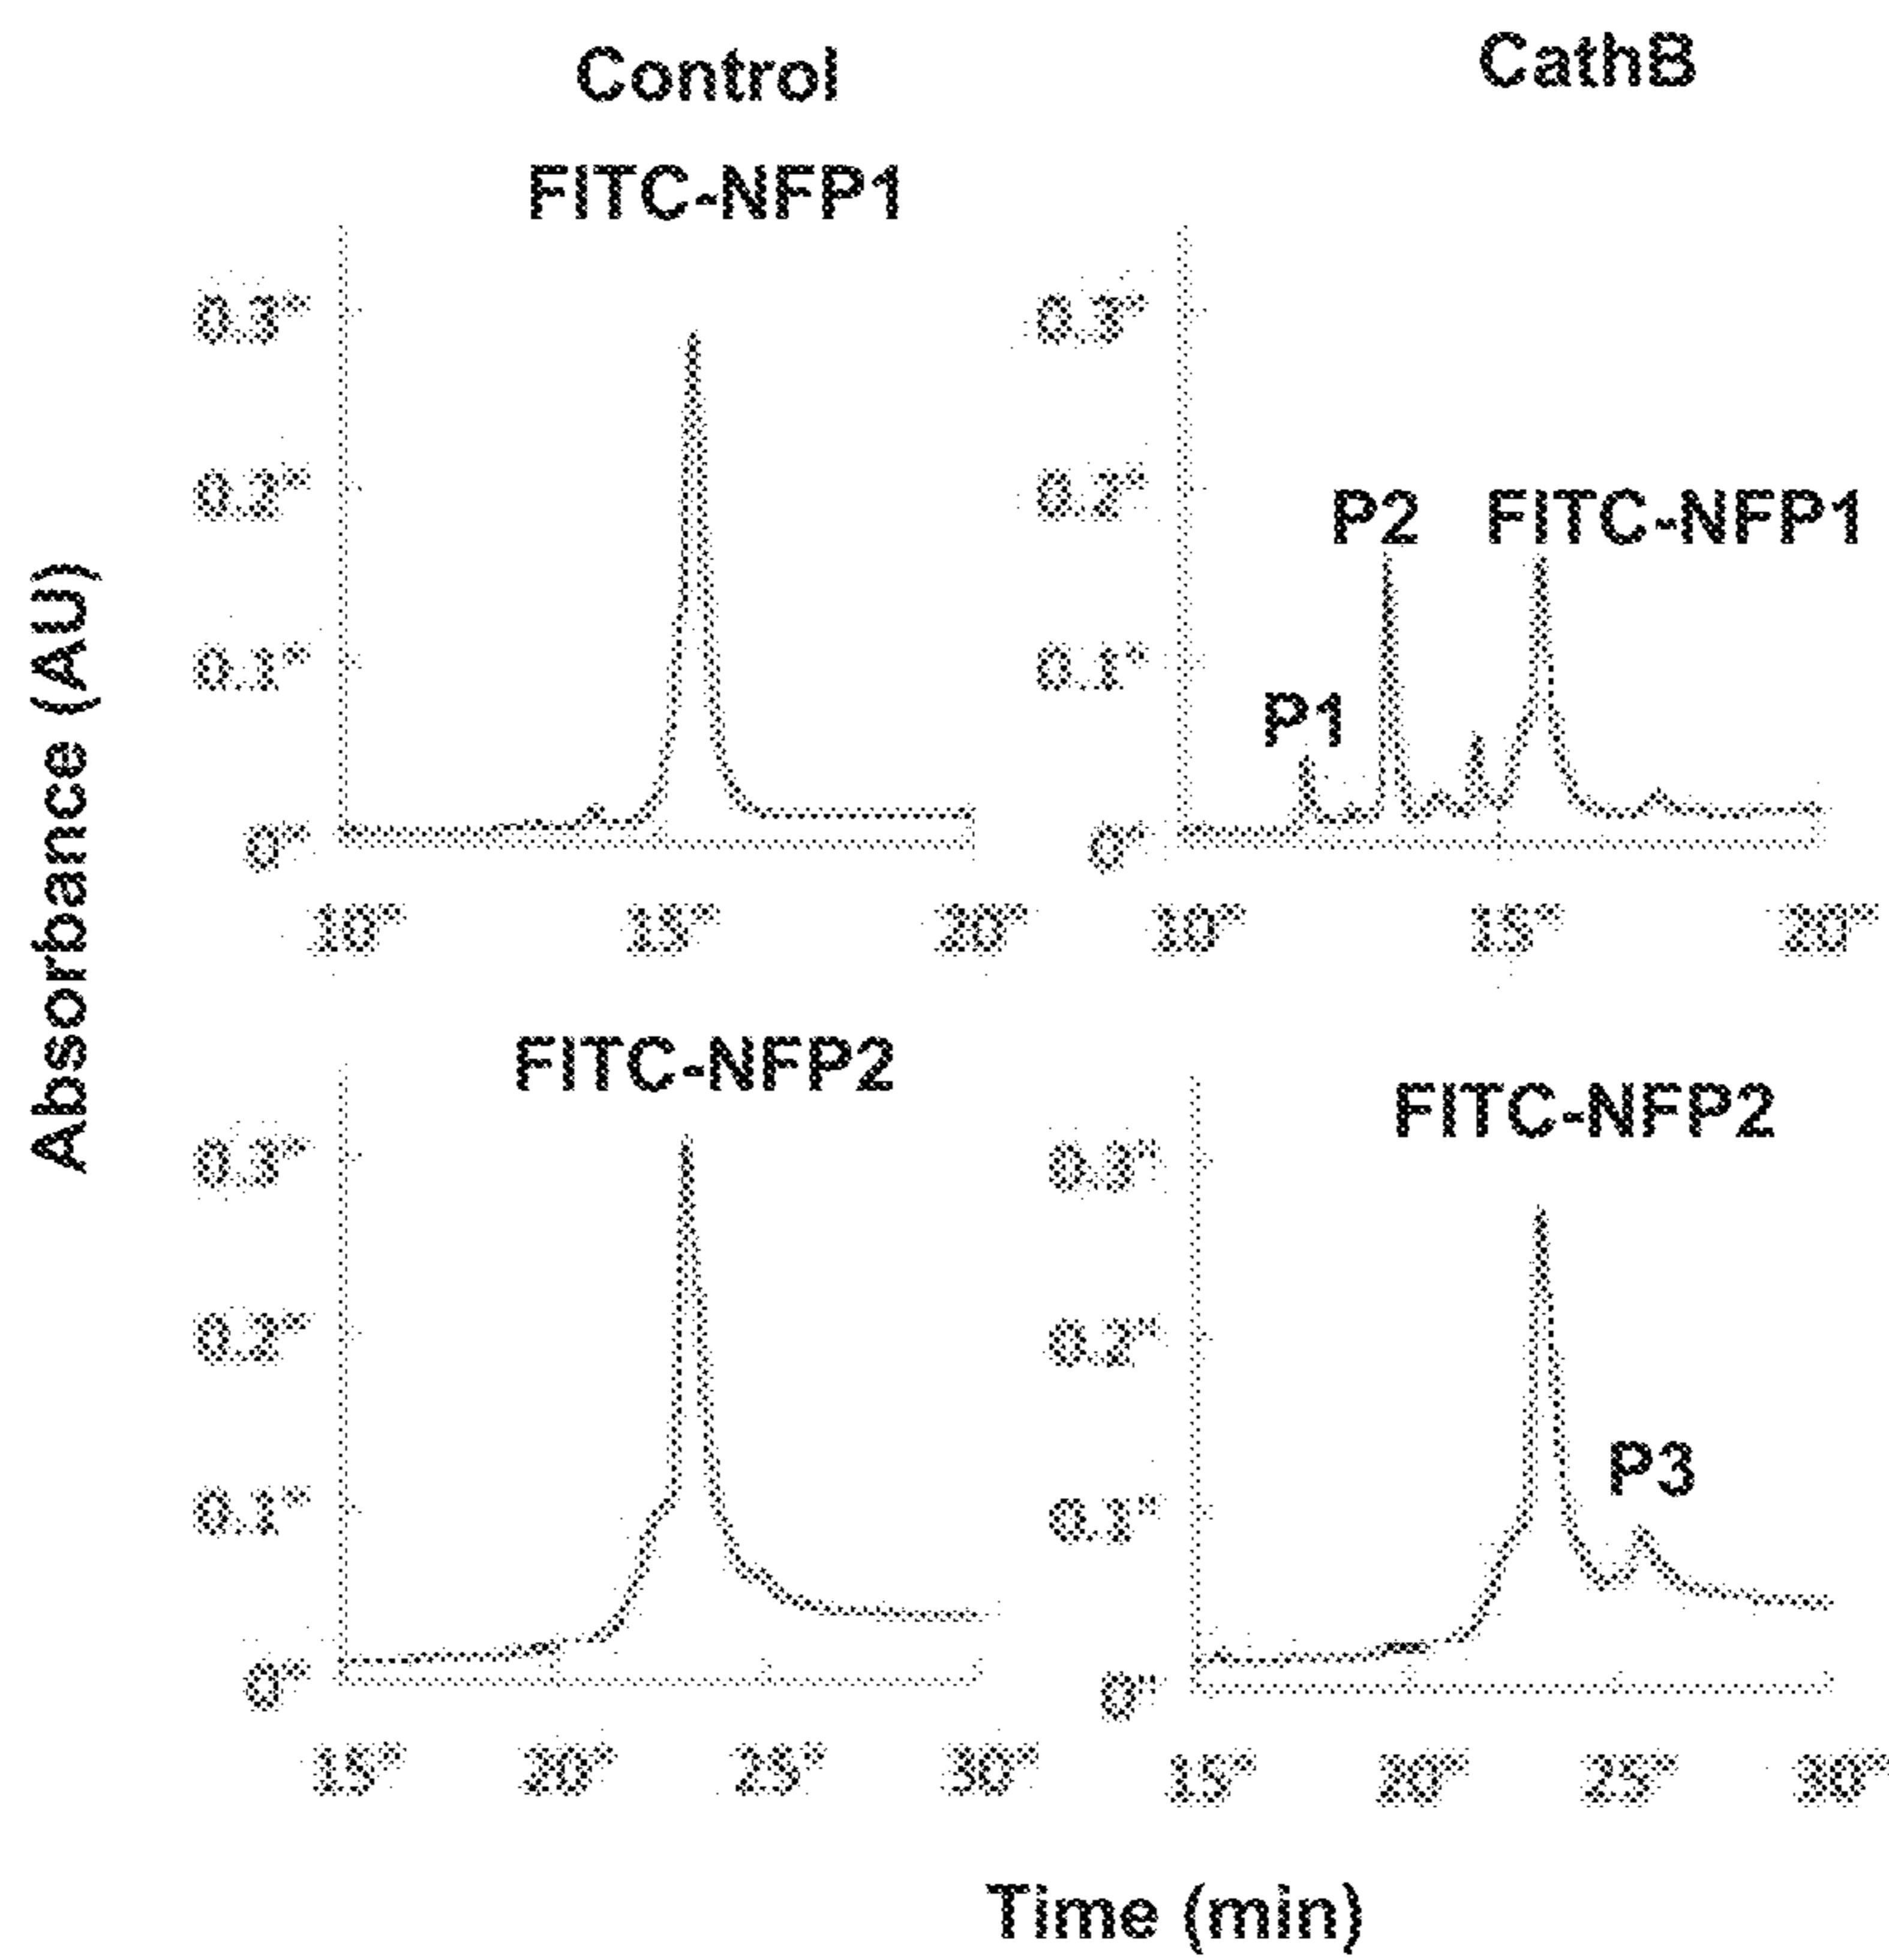 Control
CathB
FITC-NFP1
0.3"
0.2"
0.1"
0"
10"
15"
20"
P1
P2
FITC-NFP1
0.3"
0.2"
0.1"
0"
10"
15"
20"
Absorbance (AU)
FITC-NFP2
0.3"
0.2"
0.1"
0"
15"
20"
25"
30"
FITC-NFP2
P3
0.3"
0.2"
0.1"
0"
15"
20"
25"
30"
Time (min)